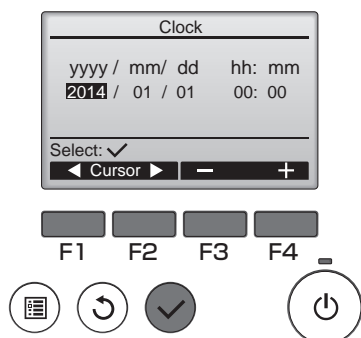 Clock
yyyy / mm/ dd hh: mm
2014 / 01 / 01 00: 00
Select: ✓
◀ Cursor ▶ − +
F1 F2 F3 F4